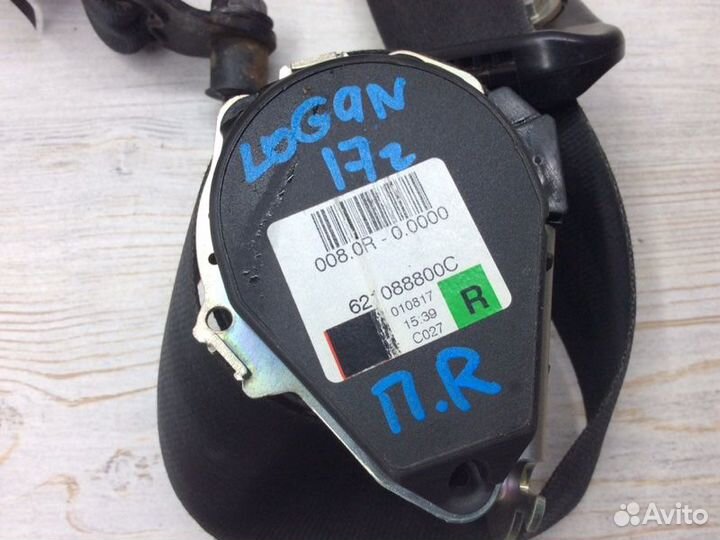 LOGAN
17г
008.0R - 0.0000
621088800C
010817
15:39
C027
R
П.R
Avito